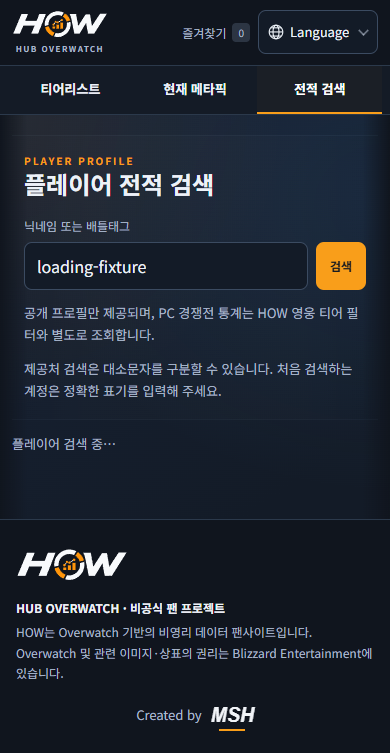 HOW
HUB OVERWATCH
즐겨찾기 0
Language
티어리스트 현재 메타픽 전적 검색
PLAYER PROFILE
플레이어 전적 검색
닉네임 또는 배틀태그
loading-fixture 검색
공개 프로필만 제공되며, PC 경쟁전 통계는 HOW 영웅 티어 필
터와 별도로 조회합니다.
제공처 검색은 대소문자를 구분할 수 있습니다. 처음 검색하는
계정은 정확한 표기를 입력해 주세요.
플레이어 검색 중…
HOW
HUB OVERWATCH · 비공식 팬 프로젝트
HOW는 Overwatch 기반의 비영리 데이터 팬사이트입니다.
Overwatch 및 관련 이미지·상표의 권리는 Blizzard Entertainment에
있습니다.
Created by MSH